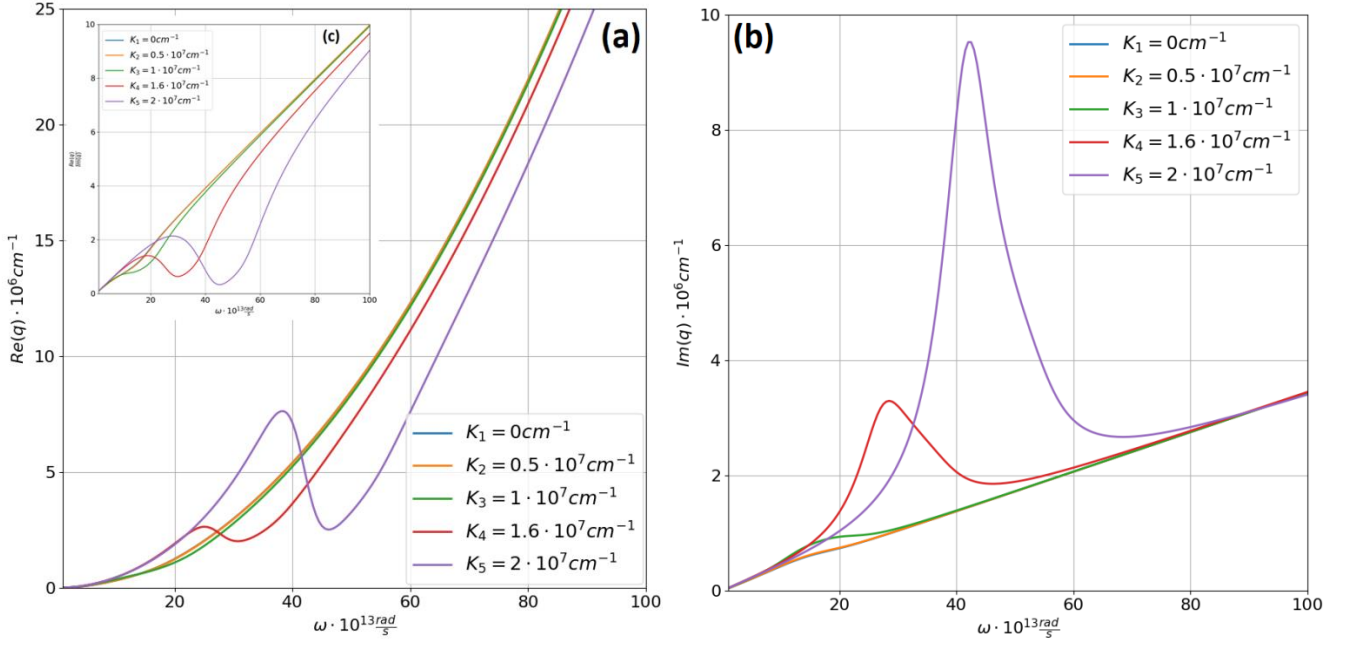 (a)
25
20
15
10
5
0
Re(q) · 10⁶cm⁻¹
20
40
60
80
100
ω · 10¹³ rad/s
K₁ = 0cm⁻¹
K₂ = 0.5 · 10⁷cm⁻¹
K₃ = 1 · 10⁷cm⁻¹
K₄ = 1.6 · 10⁷cm⁻¹
K₅ = 2 · 10⁷cm⁻¹
(c)
10
8
6
4
2
0
Re(q)/Im(q)
20
40
60
80
100
ω · 10¹³ rad/s
K₁ = 0cm⁻¹
K₂ = 0.5 · 10⁷cm⁻¹
K₃ = 1 · 10⁷cm⁻¹
K₄ = 1.6 · 10⁷cm⁻¹
K₅ = 2 · 10⁷cm⁻¹
(b)
10
8
6
4
2
0
Im(q) · 10⁶cm⁻¹
20
40
60
80
100
ω · 10¹³ rad/s
K₁ = 0cm⁻¹
K₂ = 0.5 · 10⁷cm⁻¹
K₃ = 1 · 10⁷cm⁻¹
K₄ = 1.6 · 10⁷cm⁻¹
K₅ = 2 · 10⁷cm⁻¹